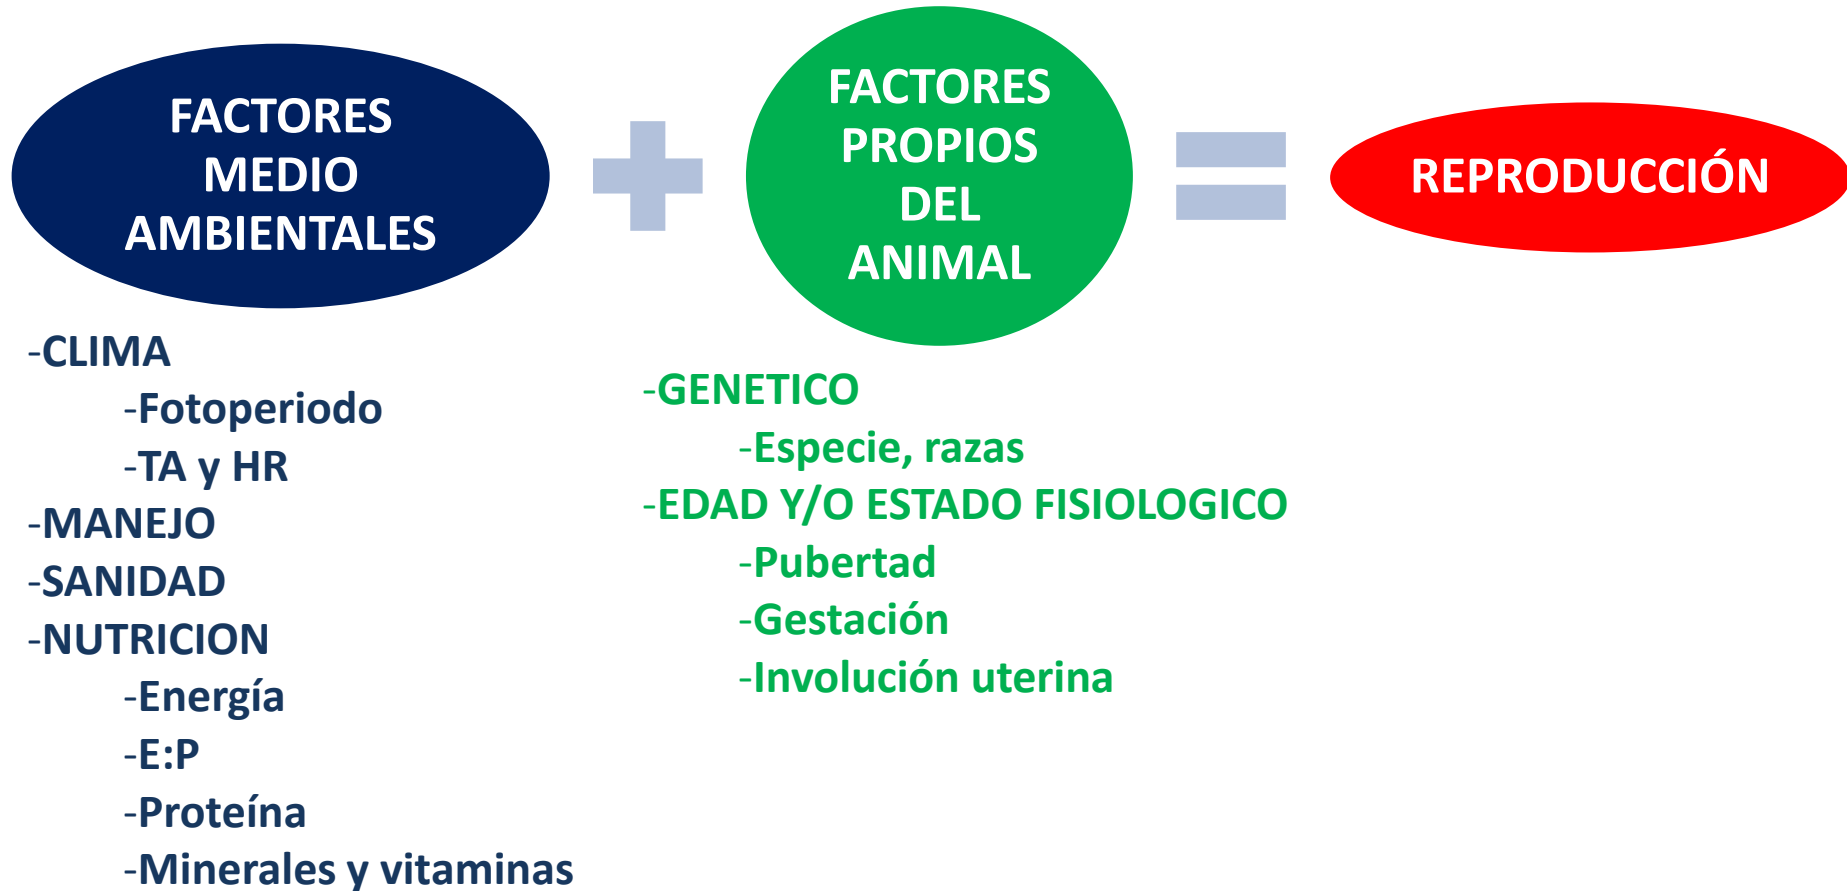 FACTORES
MEDIO
AMBIENTALES
FACTORES
PROPIOS
DEL
ANIMAL
REPRODUCCIÓN
-CLIMA
-Fotoperiodo
-TA y HR
-MANEJO
-SANIDAD
-NUTRICION
-Energía
-E:P
-Proteína
-Minerales y vitaminas
-GENETICO
-Especie, razas
-EDAD Y/O ESTADO FISIOLOGICO
-Pubertad
-Gestación
-Involución uterina